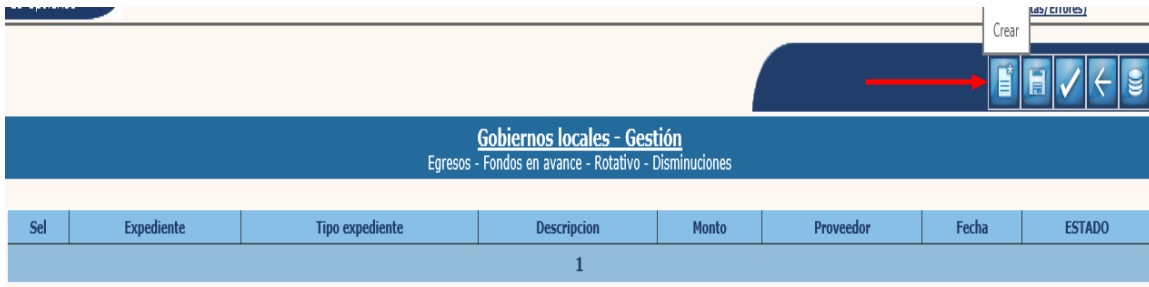 Crear
Gobiernos locales - Gestión
Egresos - Fondos en avance - Rotativo - Disminuciones
Sel Expediente Tipo expediente Descripcion Monto Proveedor Fecha ESTADO
1